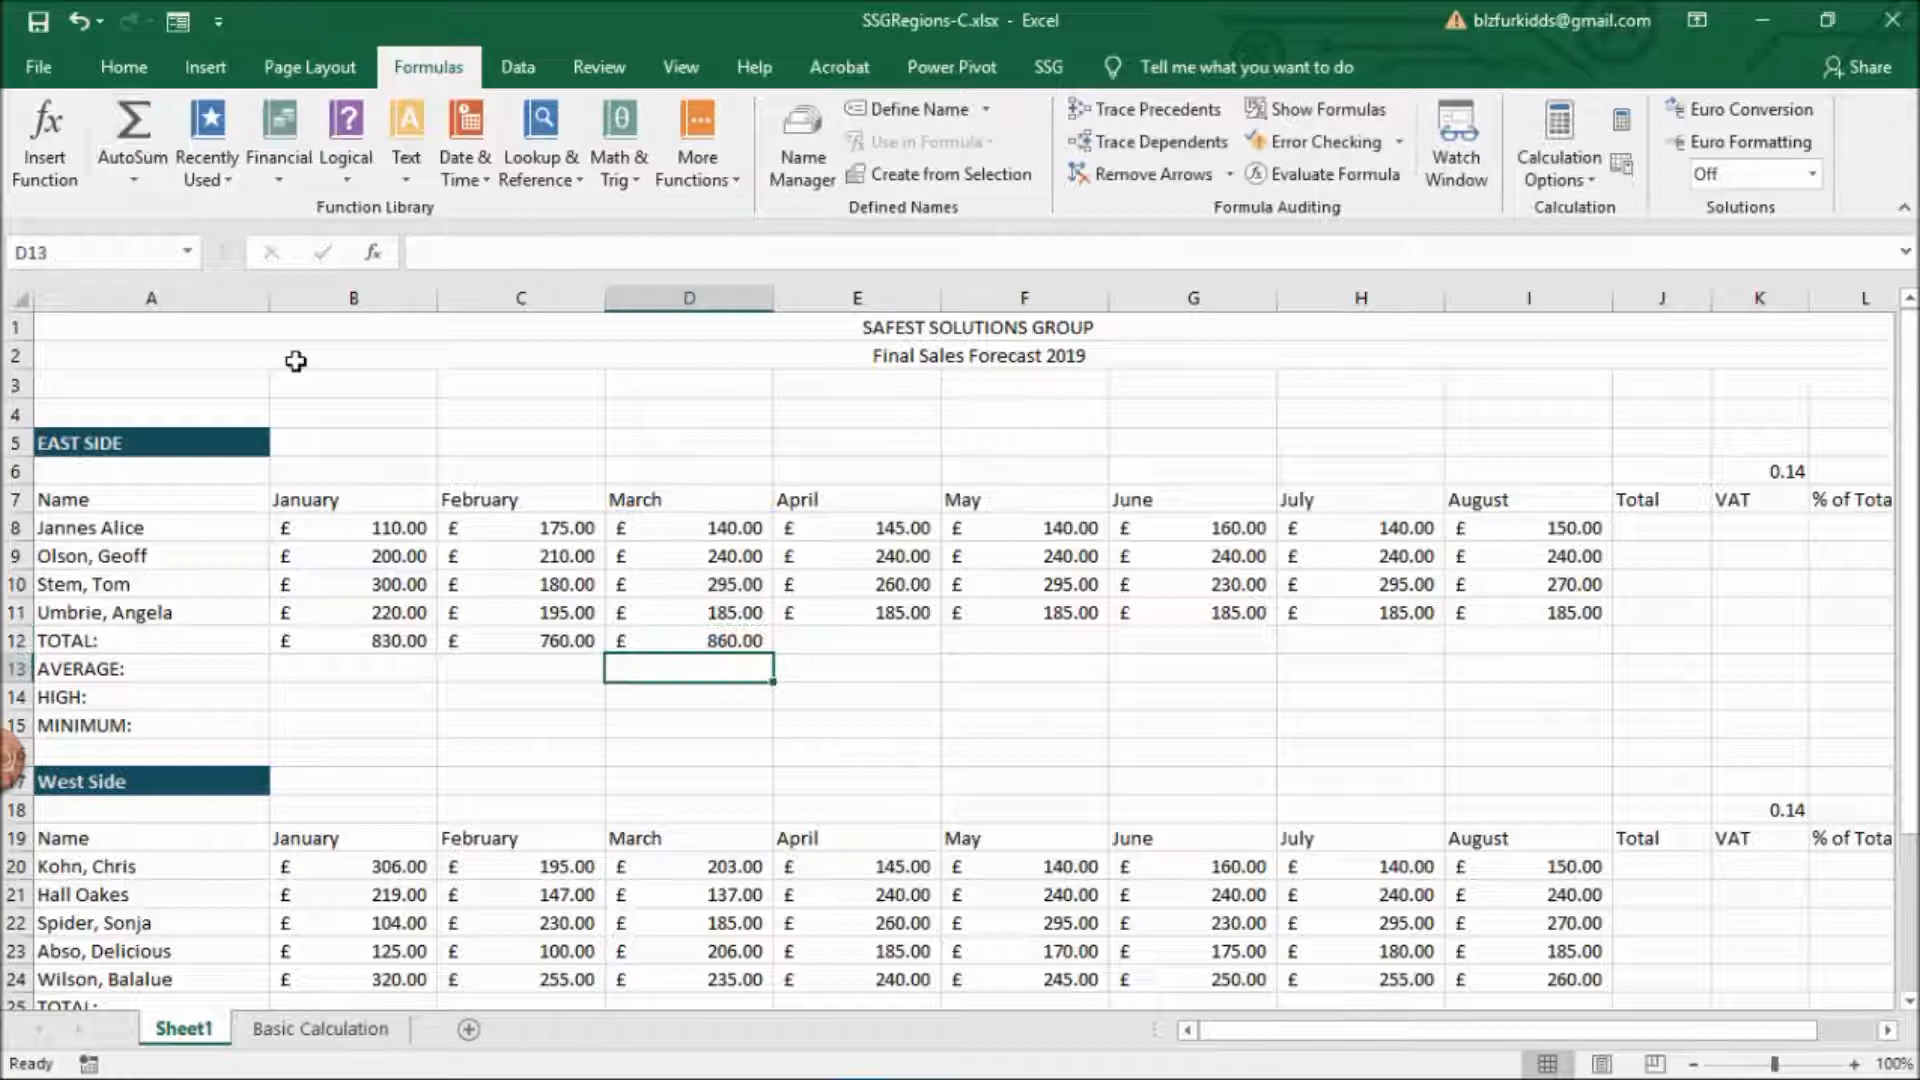 SSGRegions-C.xlsx - Excel
blzfurkidds@gmail.com
File Home Insert Page Layout Formulas Data Review View Help Acrobat Power Pivot SSG Tell me what you want to do Share
fx Insert Function
Σ AutoSum
Recently Used
Financial
? Logical
A Text
Date & Time
Lookup & Reference
θ Math & Trig
More Functions
Function Library
Name Manager
Define Name
Use in Formula
Create from Selection
Defined Names
Trace Precedents
Trace Dependents
Remove Arrows
Show Formulas
Error Checking
Evaluate Formula
Formula Auditing
Watch Window
Calculation Options
Calculation
Euro Conversion
Euro Formatting
Off
Solutions
D13 fx
A B C D E F G H I J K L
1 SAFEST SOLUTIONS GROUP
2 Final Sales Forecast 2019
3
4
5 EAST SIDE
6 0.14
7 Name January February March April May June July August Total VAT % of Tota
8 Jannes Alice £ 110.00 £ 175.00 £ 140.00 £ 145.00 £ 140.00 £ 160.00 £ 140.00 £ 150.00
9 Olson, Geoff £ 200.00 £ 210.00 £ 240.00 £ 240.00 £ 240.00 £ 240.00 £ 240.00 £ 240.00
10 Stem, Tom £ 300.00 £ 180.00 £ 295.00 £ 260.00 £ 295.00 £ 230.00 £ 295.00 £ 270.00
11 Umbrie, Angela £ 220.00 £ 195.00 £ 185.00 £ 185.00 £ 185.00 £ 185.00 £ 185.00 £ 185.00
12 TOTAL: £ 830.00 £ 760.00 £ 860.00
13 AVERAGE:
14 HIGH:
15 MINIMUM:
17 West Side
18 0.14
19 Name January February March April May June July August Total VAT % of Tota
20 Kohn, Chris £ 306.00 £ 195.00 £ 203.00 £ 145.00 £ 140.00 £ 160.00 £ 140.00 £ 150.00
21 Hall Oakes £ 219.00 £ 147.00 £ 137.00 £ 240.00 £ 240.00 £ 240.00 £ 240.00 £ 240.00
22 Spider, Sonja £ 104.00 £ 230.00 £ 185.00 £ 260.00 £ 295.00 £ 230.00 £ 295.00 £ 270.00
23 Abso, Delicious £ 125.00 £ 100.00 £ 206.00 £ 185.00 £ 170.00 £ 175.00 £ 180.00 £ 185.00
24 Wilson, Balalue £ 320.00 £ 255.00 £ 235.00 £ 240.00 £ 245.00 £ 250.00 £ 255.00 £ 260.00
25 TOTAL:
Sheet1 Basic Calculation
Ready 100%